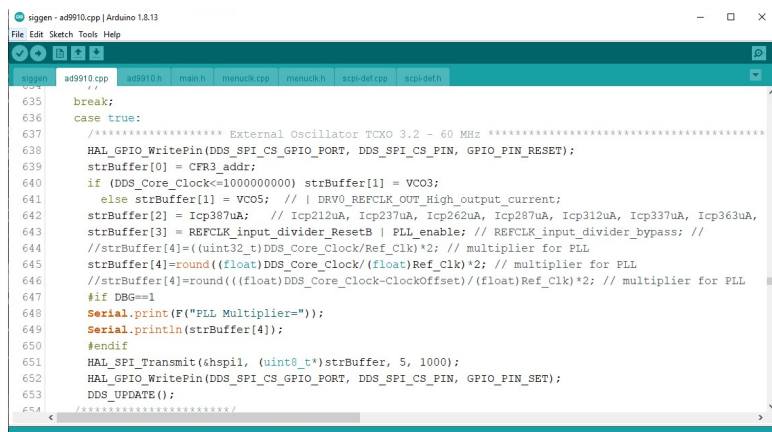 siggen - ad9910.cpp | Arduino 1.8.13
File Edit Sketch Tools Help
siggen ad9910.cpp ad9910.h main.h menuclk.cpp menuclk.h scpi-def.cpp scpi-def.h
634 //
635 break;
636 case true:
637 /******************* External Oscillator TCXO 3.2 - 60 MHz *****************************************
638 HAL_GPIO_WritePin(DDS_SPI_CS_GPIO_PORT, DDS_SPI_CS_PIN, GPIO_PIN_RESET);
639 strBuffer[0] = CFR3_addr;
640 if (DDS_Core_Clock<=1000000000) strBuffer[1] = VCO3;
641 else strBuffer[1] = VCO5; // | DRV0_REFCLK_OUT_High_output_current;
642 strBuffer[2] = Icp387uA; // Icp212uA, Icp237uA, Icp262uA, Icp287uA, Icp312uA, Icp337uA, Icp363uA,
643 strBuffer[3] = REFCLK_input_divider_ResetB | PLL_enable; // REFCLK_input_divider_bypass; //
644 //strBuffer[4]=((uint32_t)DDS_Core_Clock/Ref_Clk)*2; // multiplier for PLL
645 strBuffer[4]=round((float)DDS_Core_Clock/(float)Ref_Clk)*2; // multiplier for PLL
646 //strBuffer[4]=round(((float)DDS_Core_Clock-ClockOffset)/(float)Ref_Clk)*2; // multiplier for PLL
647 #if DBG==1
648 Serial.print(F("PLL Multiplier="));
649 Serial.println(strBuffer[4]);
650 #endif
651 HAL_SPI_Transmit(&hspi1, (uint8_t*)strBuffer, 5, 1000);
652 HAL_GPIO_WritePin(DDS_SPI_CS_GPIO_PORT, DDS_SPI_CS_PIN, GPIO_PIN_SET);
653 DDS_UPDATE();
654 /**********************/